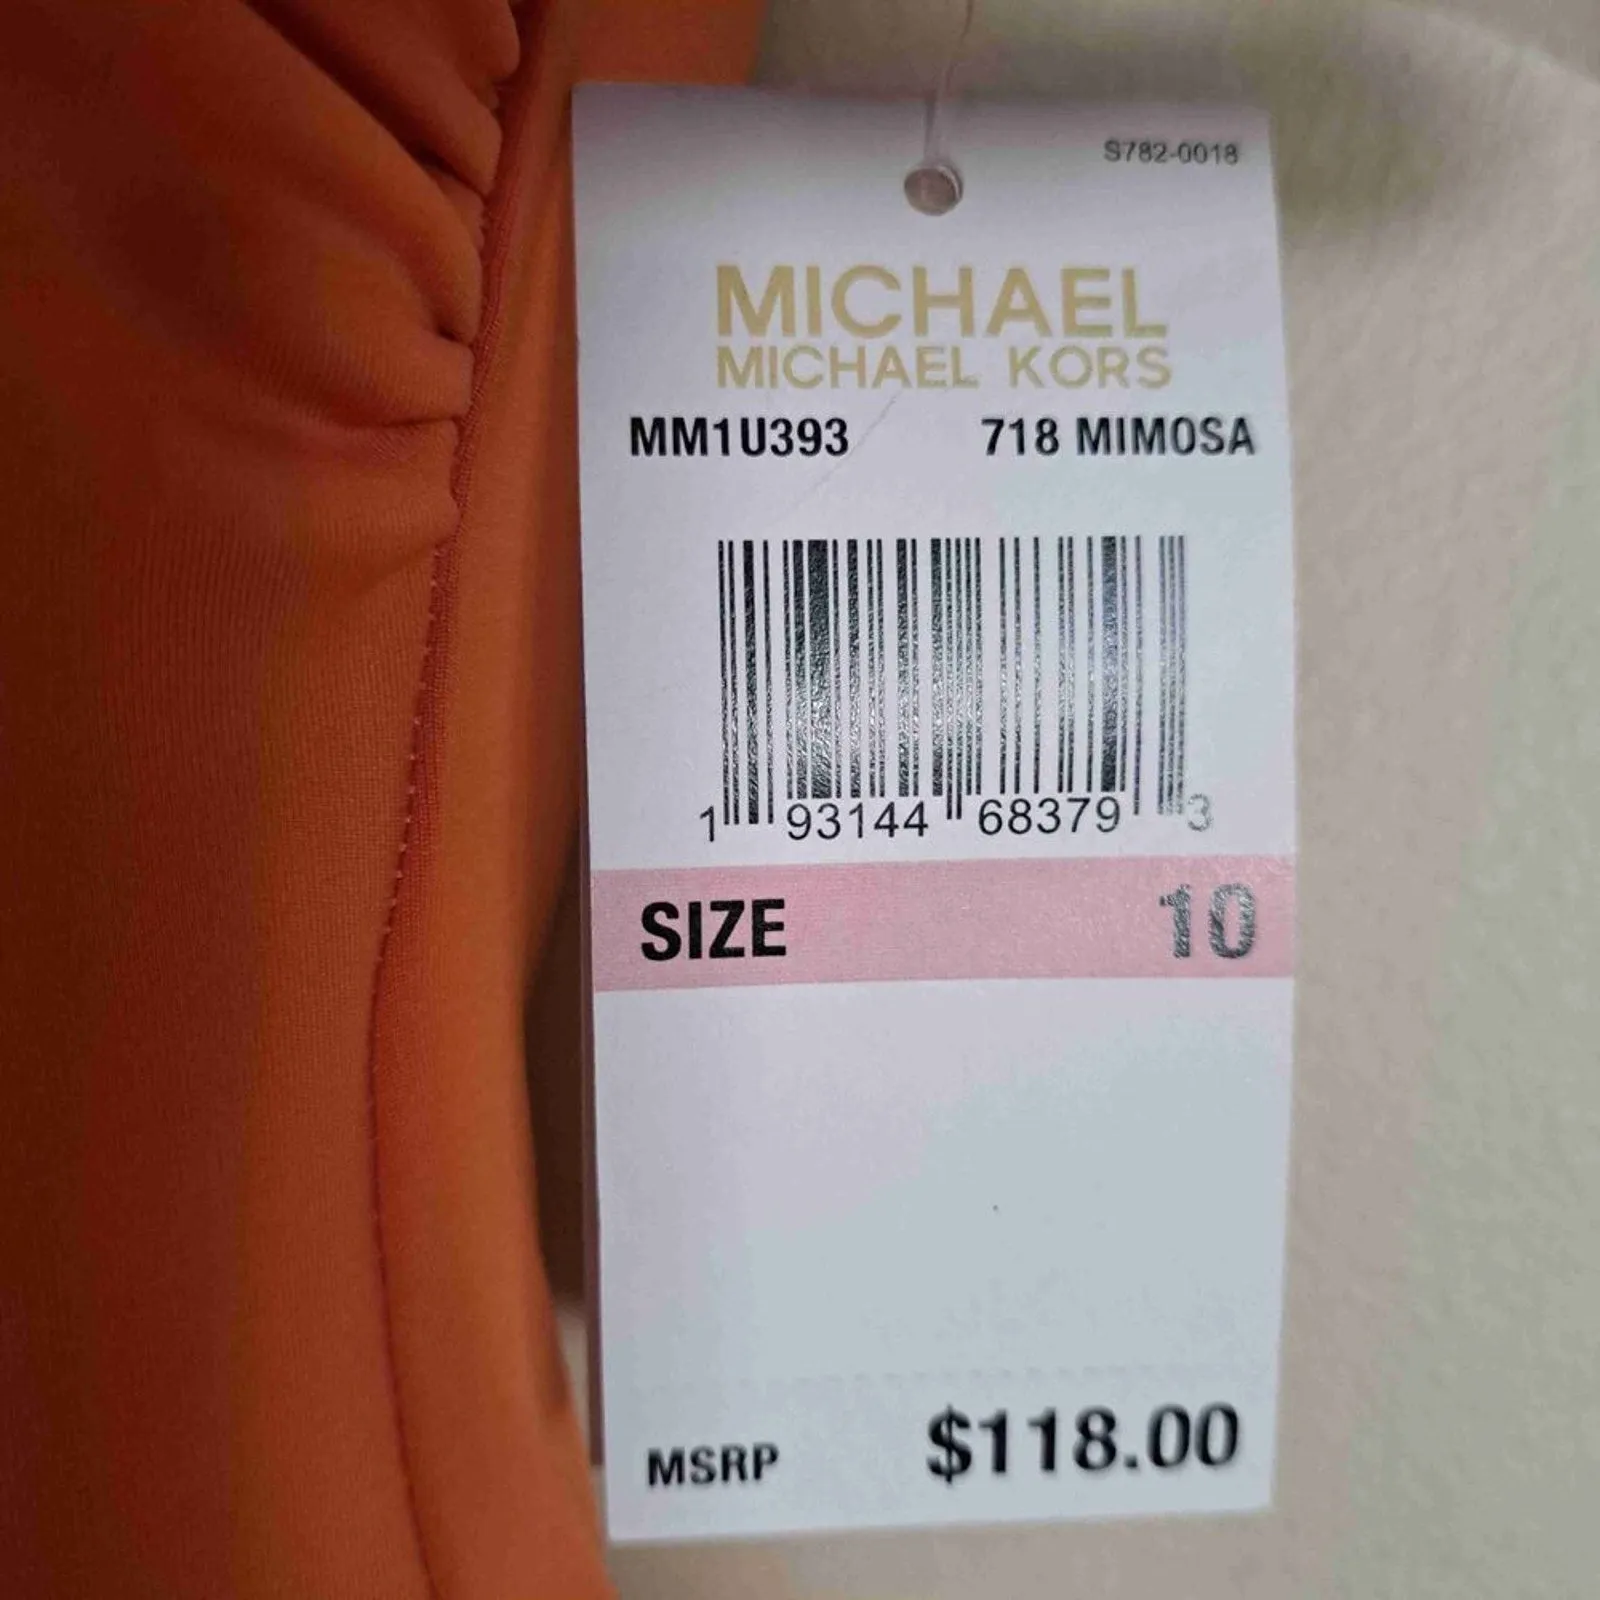 S782-0018
MICHAEL
MICHAEL KORS
MM1U393 718 MIMOSA
1 93144 68379 3
SIZE 10
MSRP $118.00